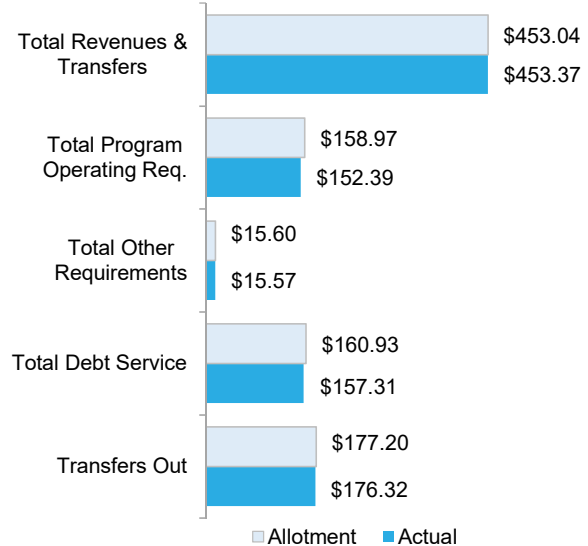 Total Revenues &
Transfers
$453.04
$453.37
Total Program
Operating Req.
$158.97
$152.39
Total Other
Requirements
$15.60
$15.57
Total Debt Service
$160.93
$157.31
Transfers Out
$177.20
$176.32
Allotment
Actual